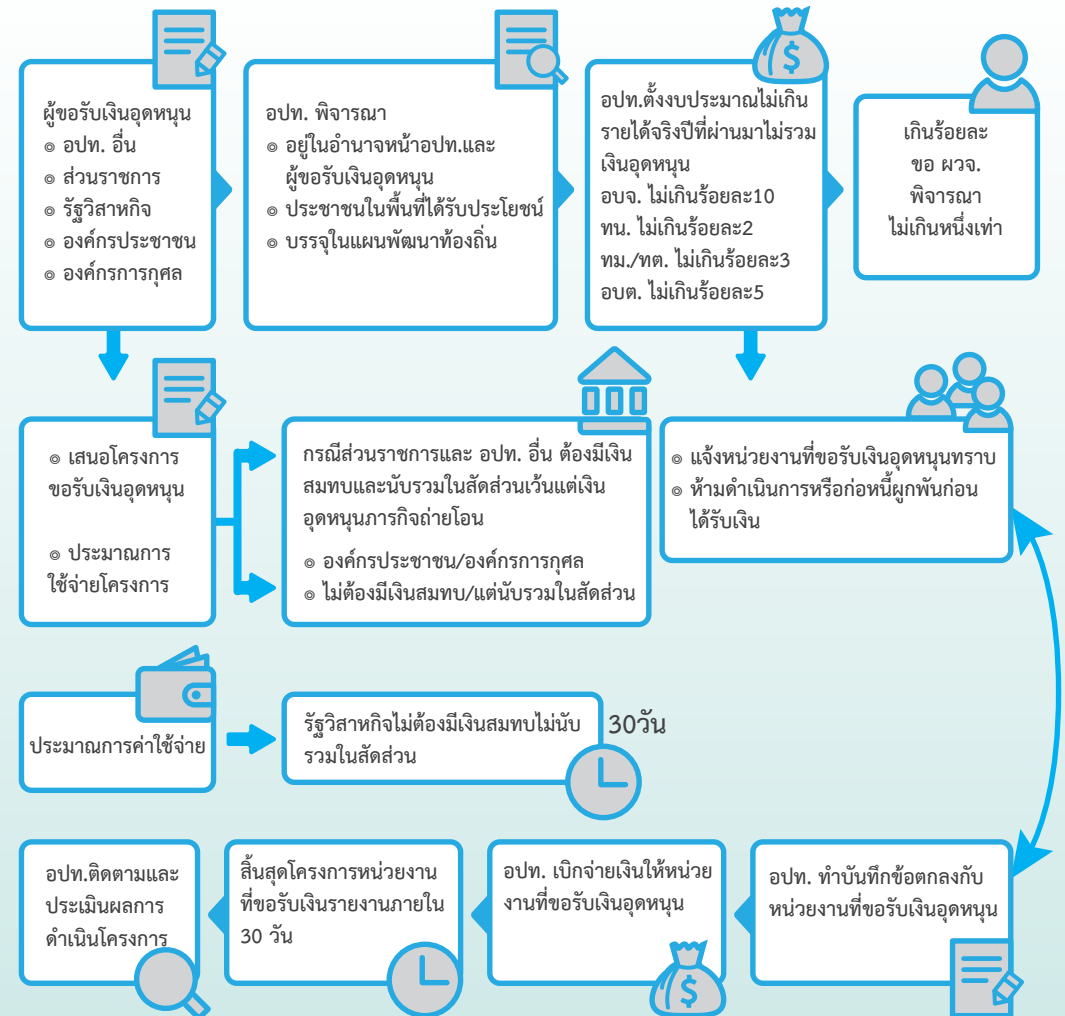 ผู้ขอรับเงินอุดหนุน
๏ อปท. อื่น
๏ ส่วนราชการ
๏ รัฐวิสาหกิจ
๏ องค์กรประชาชน
๏ องค์กรการกุศล
อปท. พิจารณา
๏ อยู่ในอำนาจหน้าอปท.และ
ผู้ขอรับเงินอุดหนุน
๏ ประชาชนในพื้นที่ได้รับประโยชน์
๏ บรรจุในแผนพัฒนาท้องถิ่น
$
อปท.ตั้งงบประมาณไม่เกิน
รายได้จริงปีที่ผ่านมาไม่รวม
เงินอุดหนุน
อบจ. ไม่เกินร้อยละ10
ทน. ไม่เกินร้อยละ2
ทม./ทต. ไม่เกินร้อยละ3
อบต. ไม่เกินร้อยละ5
เกินร้อยละ
ขอ ผวจ.
พิจารณา
ไม่เกินหนึ่งเท่า
๏ เสนอโครงการ
ขอรับเงินอุดหนุน
๏ ประมาณการ
ใช้จ่ายโครงการ
กรณีส่วนราชการและ อปท. อื่น ต้องมีเงิน
สมทบและนับรวมในสัดส่วนเว้นแต่เงิน
อุดหนุนภารกิจถ่ายโอน
๏ องค์กรประชาชน/องค์กรการกุศล
๏ ไม่ต้องมีเงินสมทบ/แต่นับรวมในสัดส่วน
๏ แจ้งหน่วยงานที่ขอรับเงินอุดหนุนทราบ
๏ ห้ามดำเนินการหรือก่อหนี้ผูกพันก่อน
ได้รับเงิน
ประมาณการค่าใช้จ่าย
รัฐวิสาหกิจไม่ต้องมีเงินสมทบไม่นับ
รวมในสัดส่วน
30วัน
อปท.ติดตามและ
ประเมินผลการ
ดำเนินโครงการ
สิ้นสุดโครงการหน่วยงาน
ที่ขอรับเงินรายงานภายใน
30 วัน
อปท. เบิกจ่ายเงินให้หน่วย
งานที่ขอรับเงินอุดหนุน
$
อปท. ทำบันทึกข้อตกลงกับ
หน่วยงานที่ขอรับเงินอุดหนุน